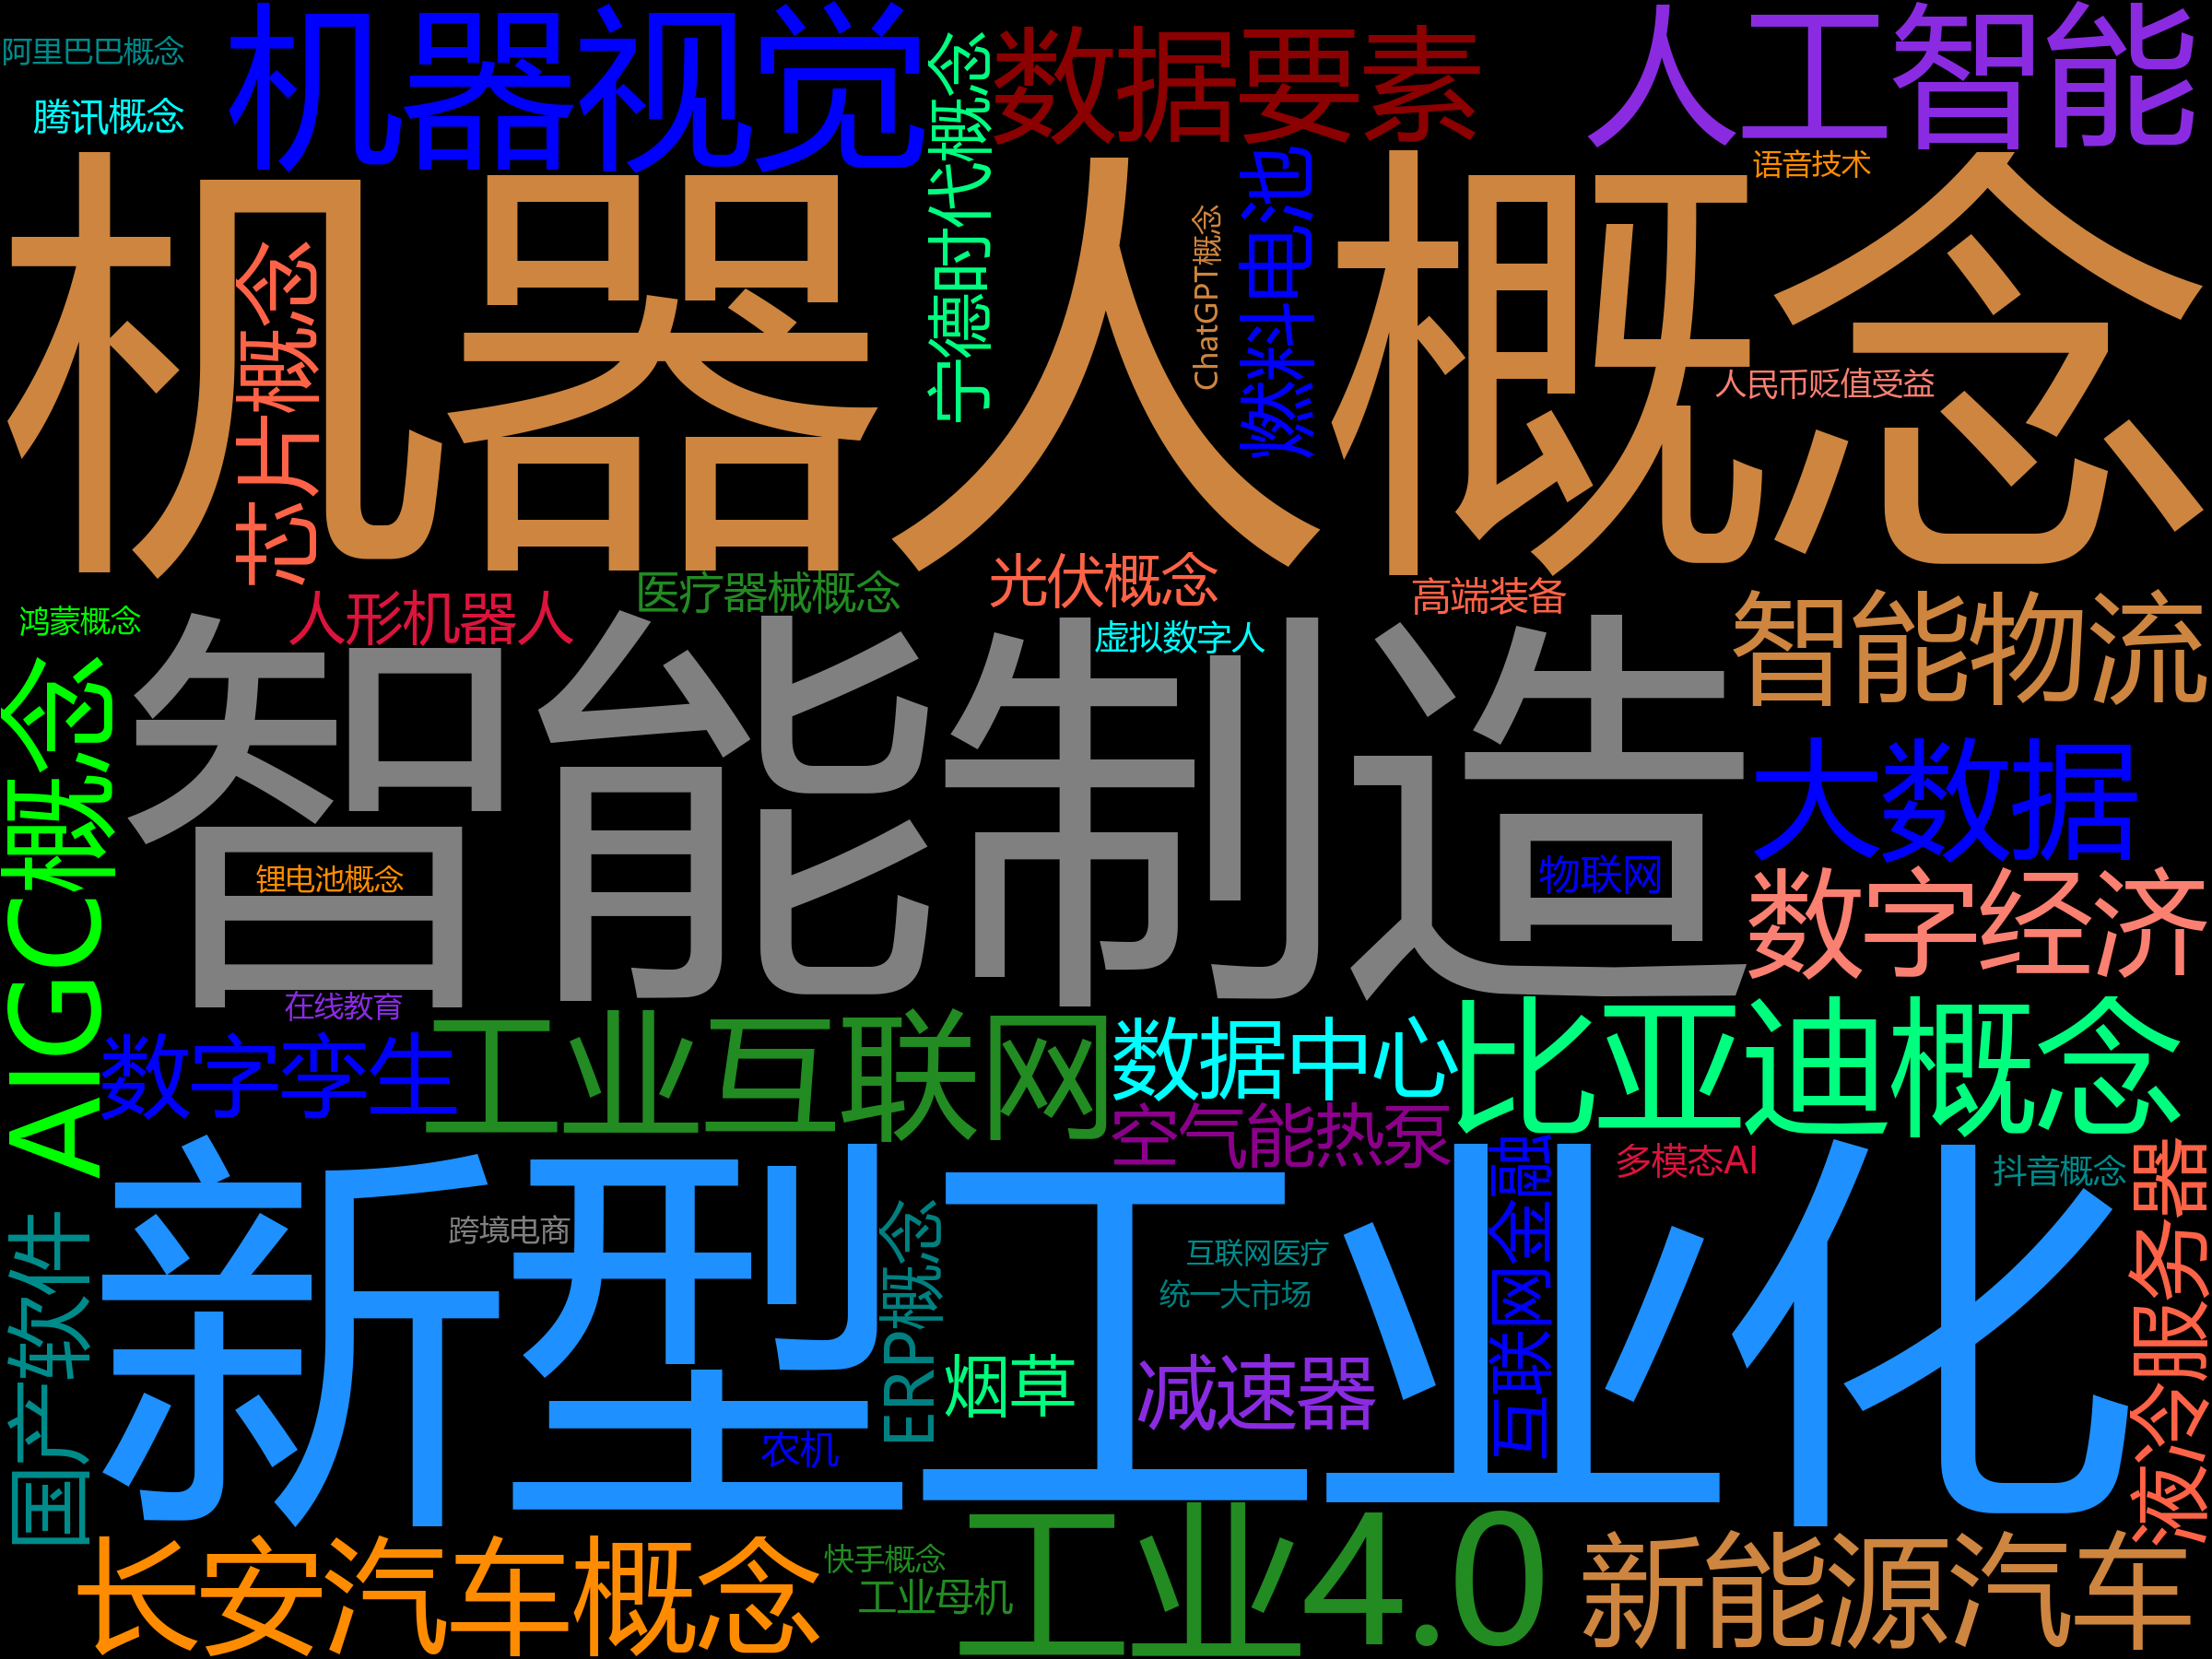 阿里巴巴概念
腾讯概念
机器视觉
数据要素
人工智能
语音技术
宁德时代概念
ChatGPT概念
燃料电池
机器人概念
芯片概念
人民币贬值受益
鸿蒙概念
人形机器人
医疗器械概念
光伏概念
虚拟数字人
高端装备
智能物流
智能制造
AIGC概念
锂电池概念
物联网
大数据
数字经济
在线教育
数字孪生
工业互联网
数据中心
比亚迪概念
空气能热泵
多模态AI
抖音概念
新型工业化
国产软件
跨境电商
ERP概念
互联网医疗
统一大市场
互联网金融
液冷服务器
烟草
减速器
农机
长安汽车概念
快手概念
工业母机
工业4.0
新能源汽车